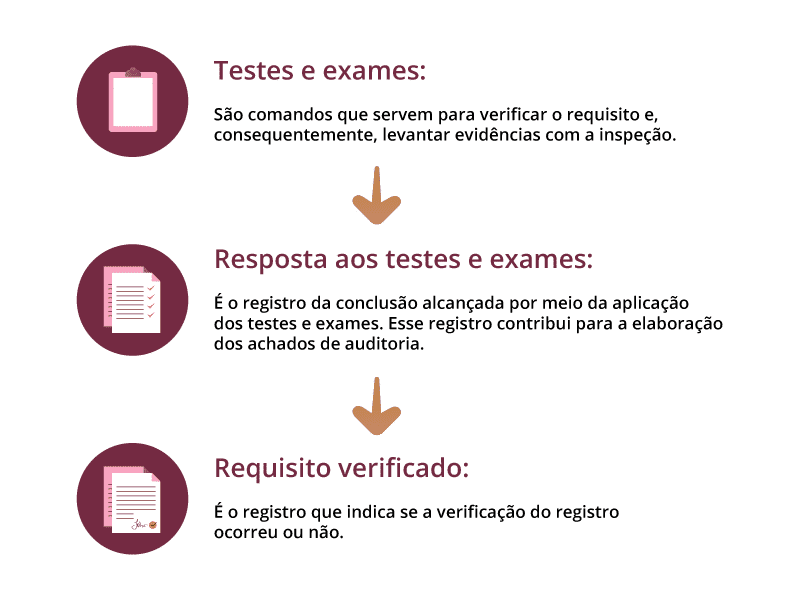 Testes e exames:
São comandos que servem para verificar o requisito e,
consequentemente, levantar evidências com a inspeção.
Resposta aos testes e exames:
É o registro da conclusão alcançada por meio da aplicação
dos testes e exames. Esse registro contribui para a elaboração
dos achados de auditoria.
Requisito verificado:
É o registro que indica se a verificação do registro
ocorreu ou não.